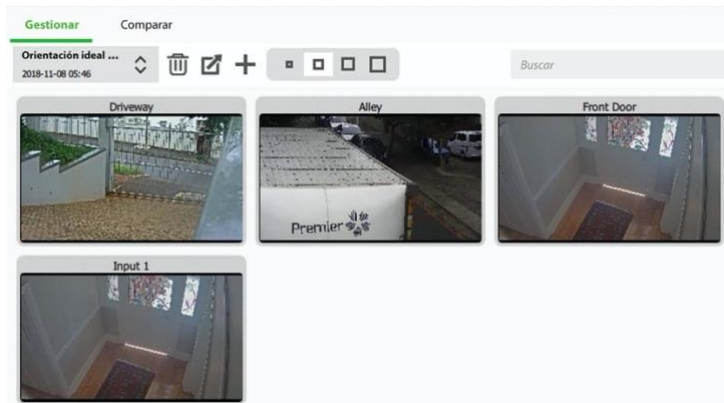 Gestionar
Comparar
Orientación ideal ...
2018-11-08 05:46
Buscar
Driveway
Alley
Front Door
Premier
Input 1